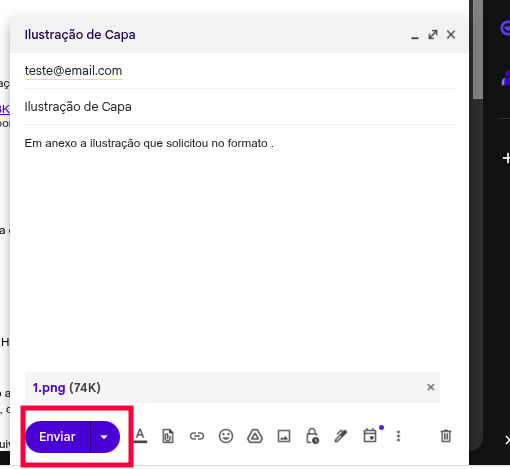 Ilustração de Capa
teste@email.com
Ilustração de Capa
Em anexo a ilustração que solicitou no formato .
1.png (74K)
Enviar